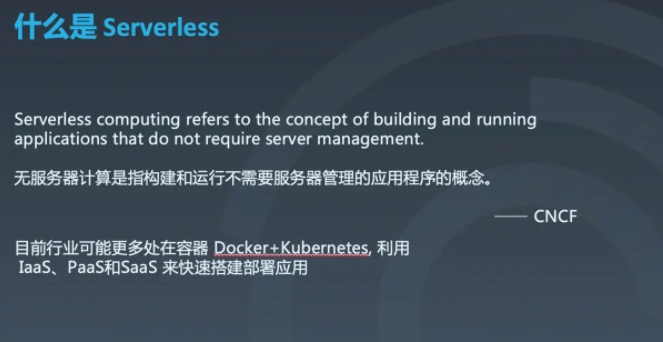 什么是 Serverless
Serverless computing refers to the concept of building and running
applications that do not require server management.
无服务器计算是指构建和运行不需要服务器管理的应用程序的概念。
—— CNCF
目前行业可能更多处在容器 Docker+Kubernetes, 利用
IaaS、PaaS和SaaS 来快速搭建部署应用